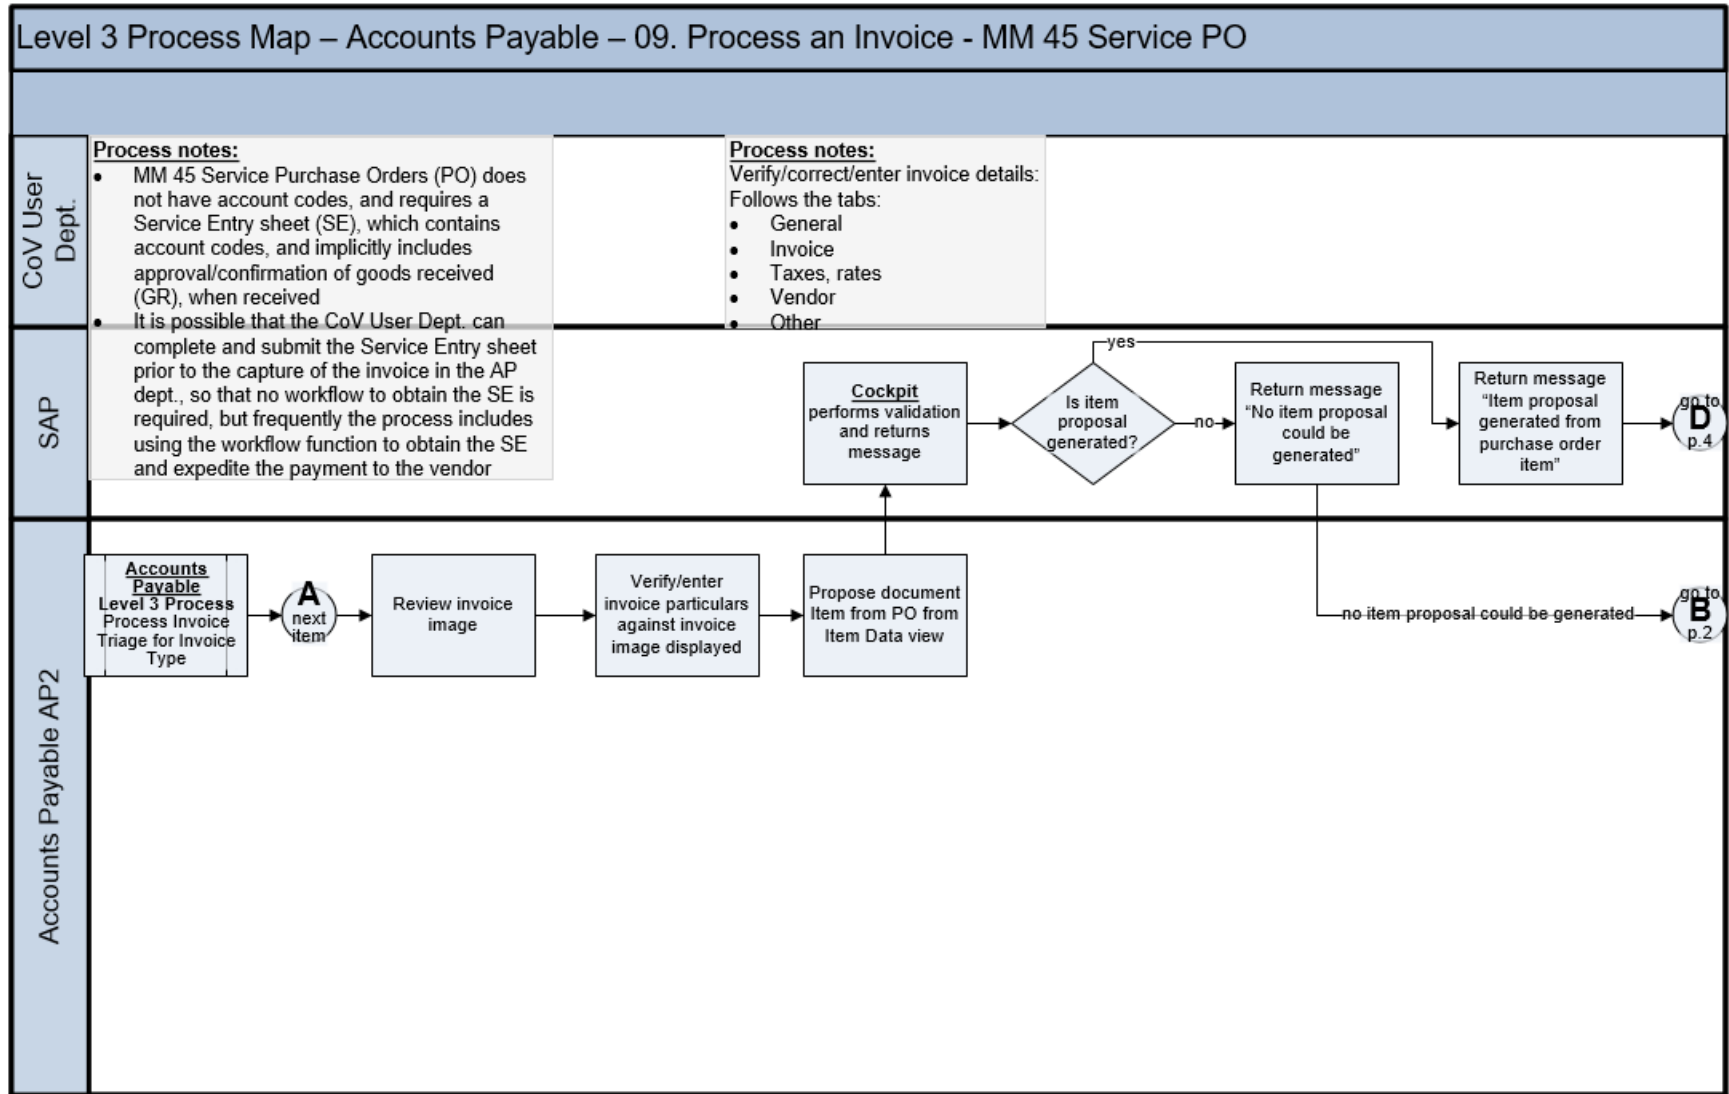 Level 3 Process Map – Accounts Payable – 09. Process an Invoice - MM 45 Service PO
CoV User
Dept.
Process notes:
• MM 45 Service Purchase Orders (PO) does
not have account codes, and requires a
Service Entry sheet (SE), which contains
account codes, and implicitly includes
approval/confirmation of goods received
(GR), when received
• It is possible that the CoV User Dept. can
complete and submit the Service Entry sheet
prior to the capture of the invoice in the AP
dept., so that no workflow to obtain the SE is
required, but frequently the process includes
using the workflow function to obtain the SE
and expedite the payment to the vendor
Process notes:
Verify/correct/enter invoice details:
Follows the tabs:
• General
• Invoice
• Taxes, rates
• Vendor
• Other
SAP
Cockpit
performs validation
and returns
message
Is item
proposal
generated?
yes
no
Return message
“No item proposal
could be
generated”
Return message
“Item proposal
generated from
purchase order
item”
go to
D
p.4
Accounts Payable AP2
Accounts
Payable
Level 3 Process
Process Invoice
Triage for Invoice
Type
A
next
item
Review invoice
image
Verify/enter
invoice particulars
against invoice
image displayed
Propose document
Item from PO from
Item Data view
no item proposal could be generated
go to
B
p.2